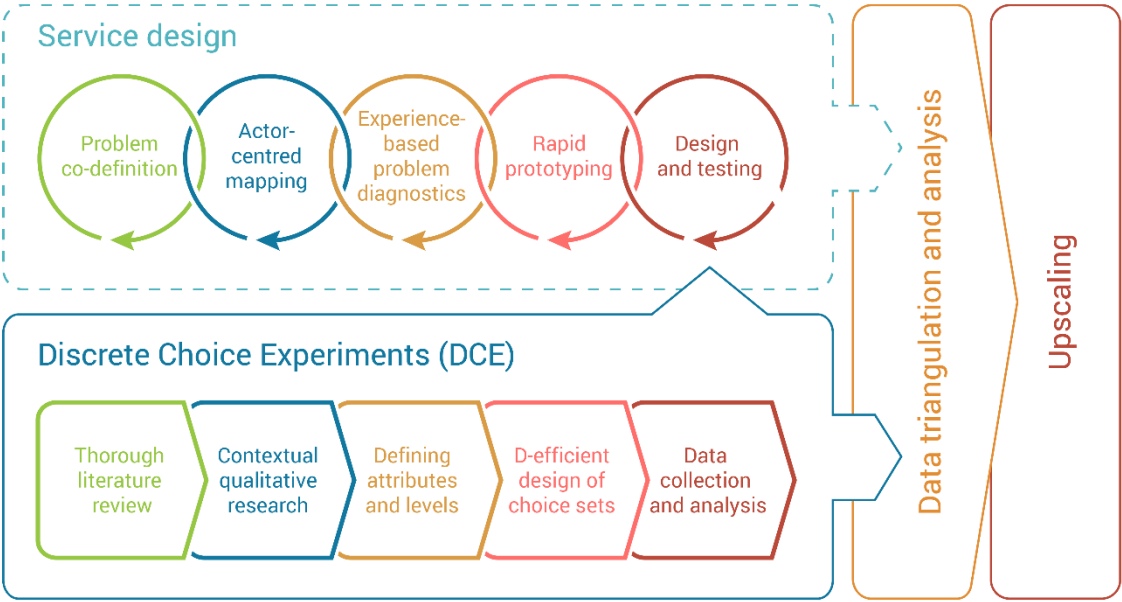 Service design
Problem
co-definition
Actor-
centred
mapping
Experience-
based
problem
diagnostics
Rapid
prototyping
Design
and testing
Discrete Choice Experiments (DCE)
Thorough
literature
review
Contextual
qualitative
research
Defining
attributes
and levels
D-efficient
design of
choice sets
Data
collection
and analysis
Data triangulation and analysis
Upscaling